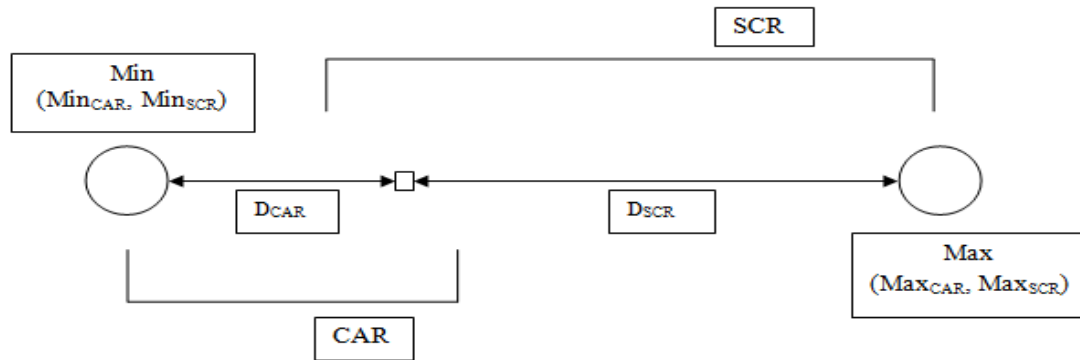 SCR
Min
(MinCAR, MinSCR)
DCAR
DSCR
Max
(MaxCAR, MaxSCR)
CAR